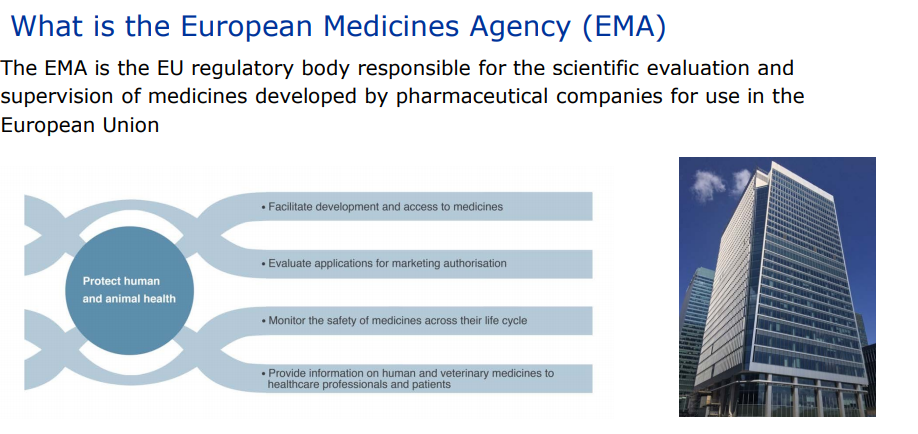 What is the European Medicines Agency (EMA)
The EMA is the EU regulatory body responsible for the scientific evaluation and
supervision of medicines developed by pharmaceutical companies for use in the
European Union
Protect human
and animal health
• Facilitate development and access to medicines
• Evaluate applications for marketing authorisation
• Monitor the safety of medicines across their life cycle
• Provide information on human and veterinary medicines to
healthcare professionals and patients